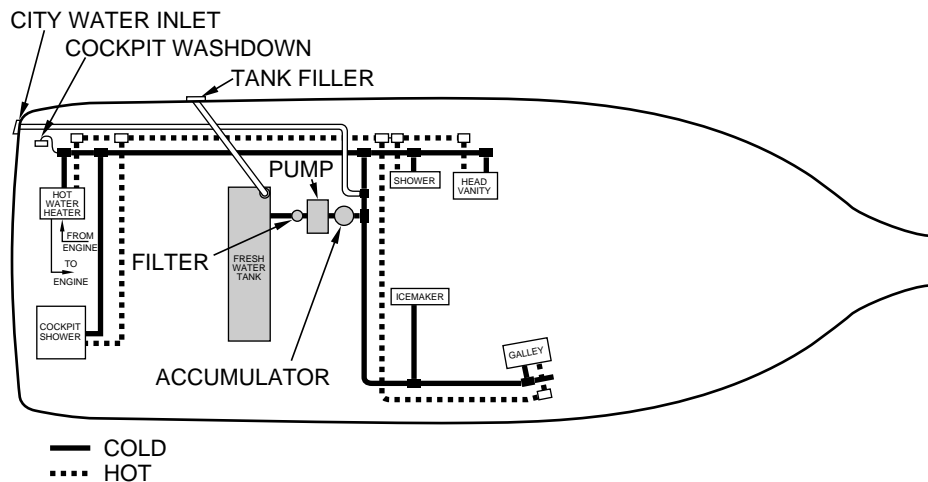 CITY WATER INLET
COCKPIT WASHDOWN
TANK FILLER
PUMP
SHOWER
HEAD
VANITY
HOT
WATER
HEATER
FROM
ENGINE
TO
ENGINE
FILTER
FRESH
WATER
TANK
ICEMAKER
COCKPIT
SHOWER
GALLEY
ACCUMULATOR
COLD
HOT